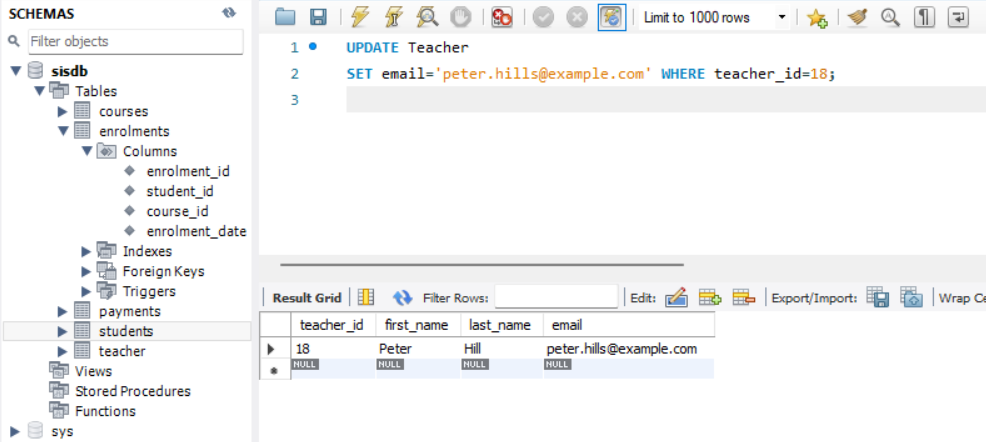 SCHEMAS
Filter objects
sisdb
Tables
courses
enrolments
Columns
enrolment_id
student_id
course_id
enrolment_date
Indexes
Foreign Keys
Triggers
payments
students
teacher
Views
Stored Procedures
Functions
sys
Limit to 1000 rows
1 UPDATE Teacher
2 SET email='peter.hills@example.com' WHERE teacher_id=18;
3
Result Grid Filter Rows: Edit: Export/Import: Wrap Ce
teacher_id first_name last_name email
18 Peter Hill peter.hills@example.com
NULL NULL NULL NULL